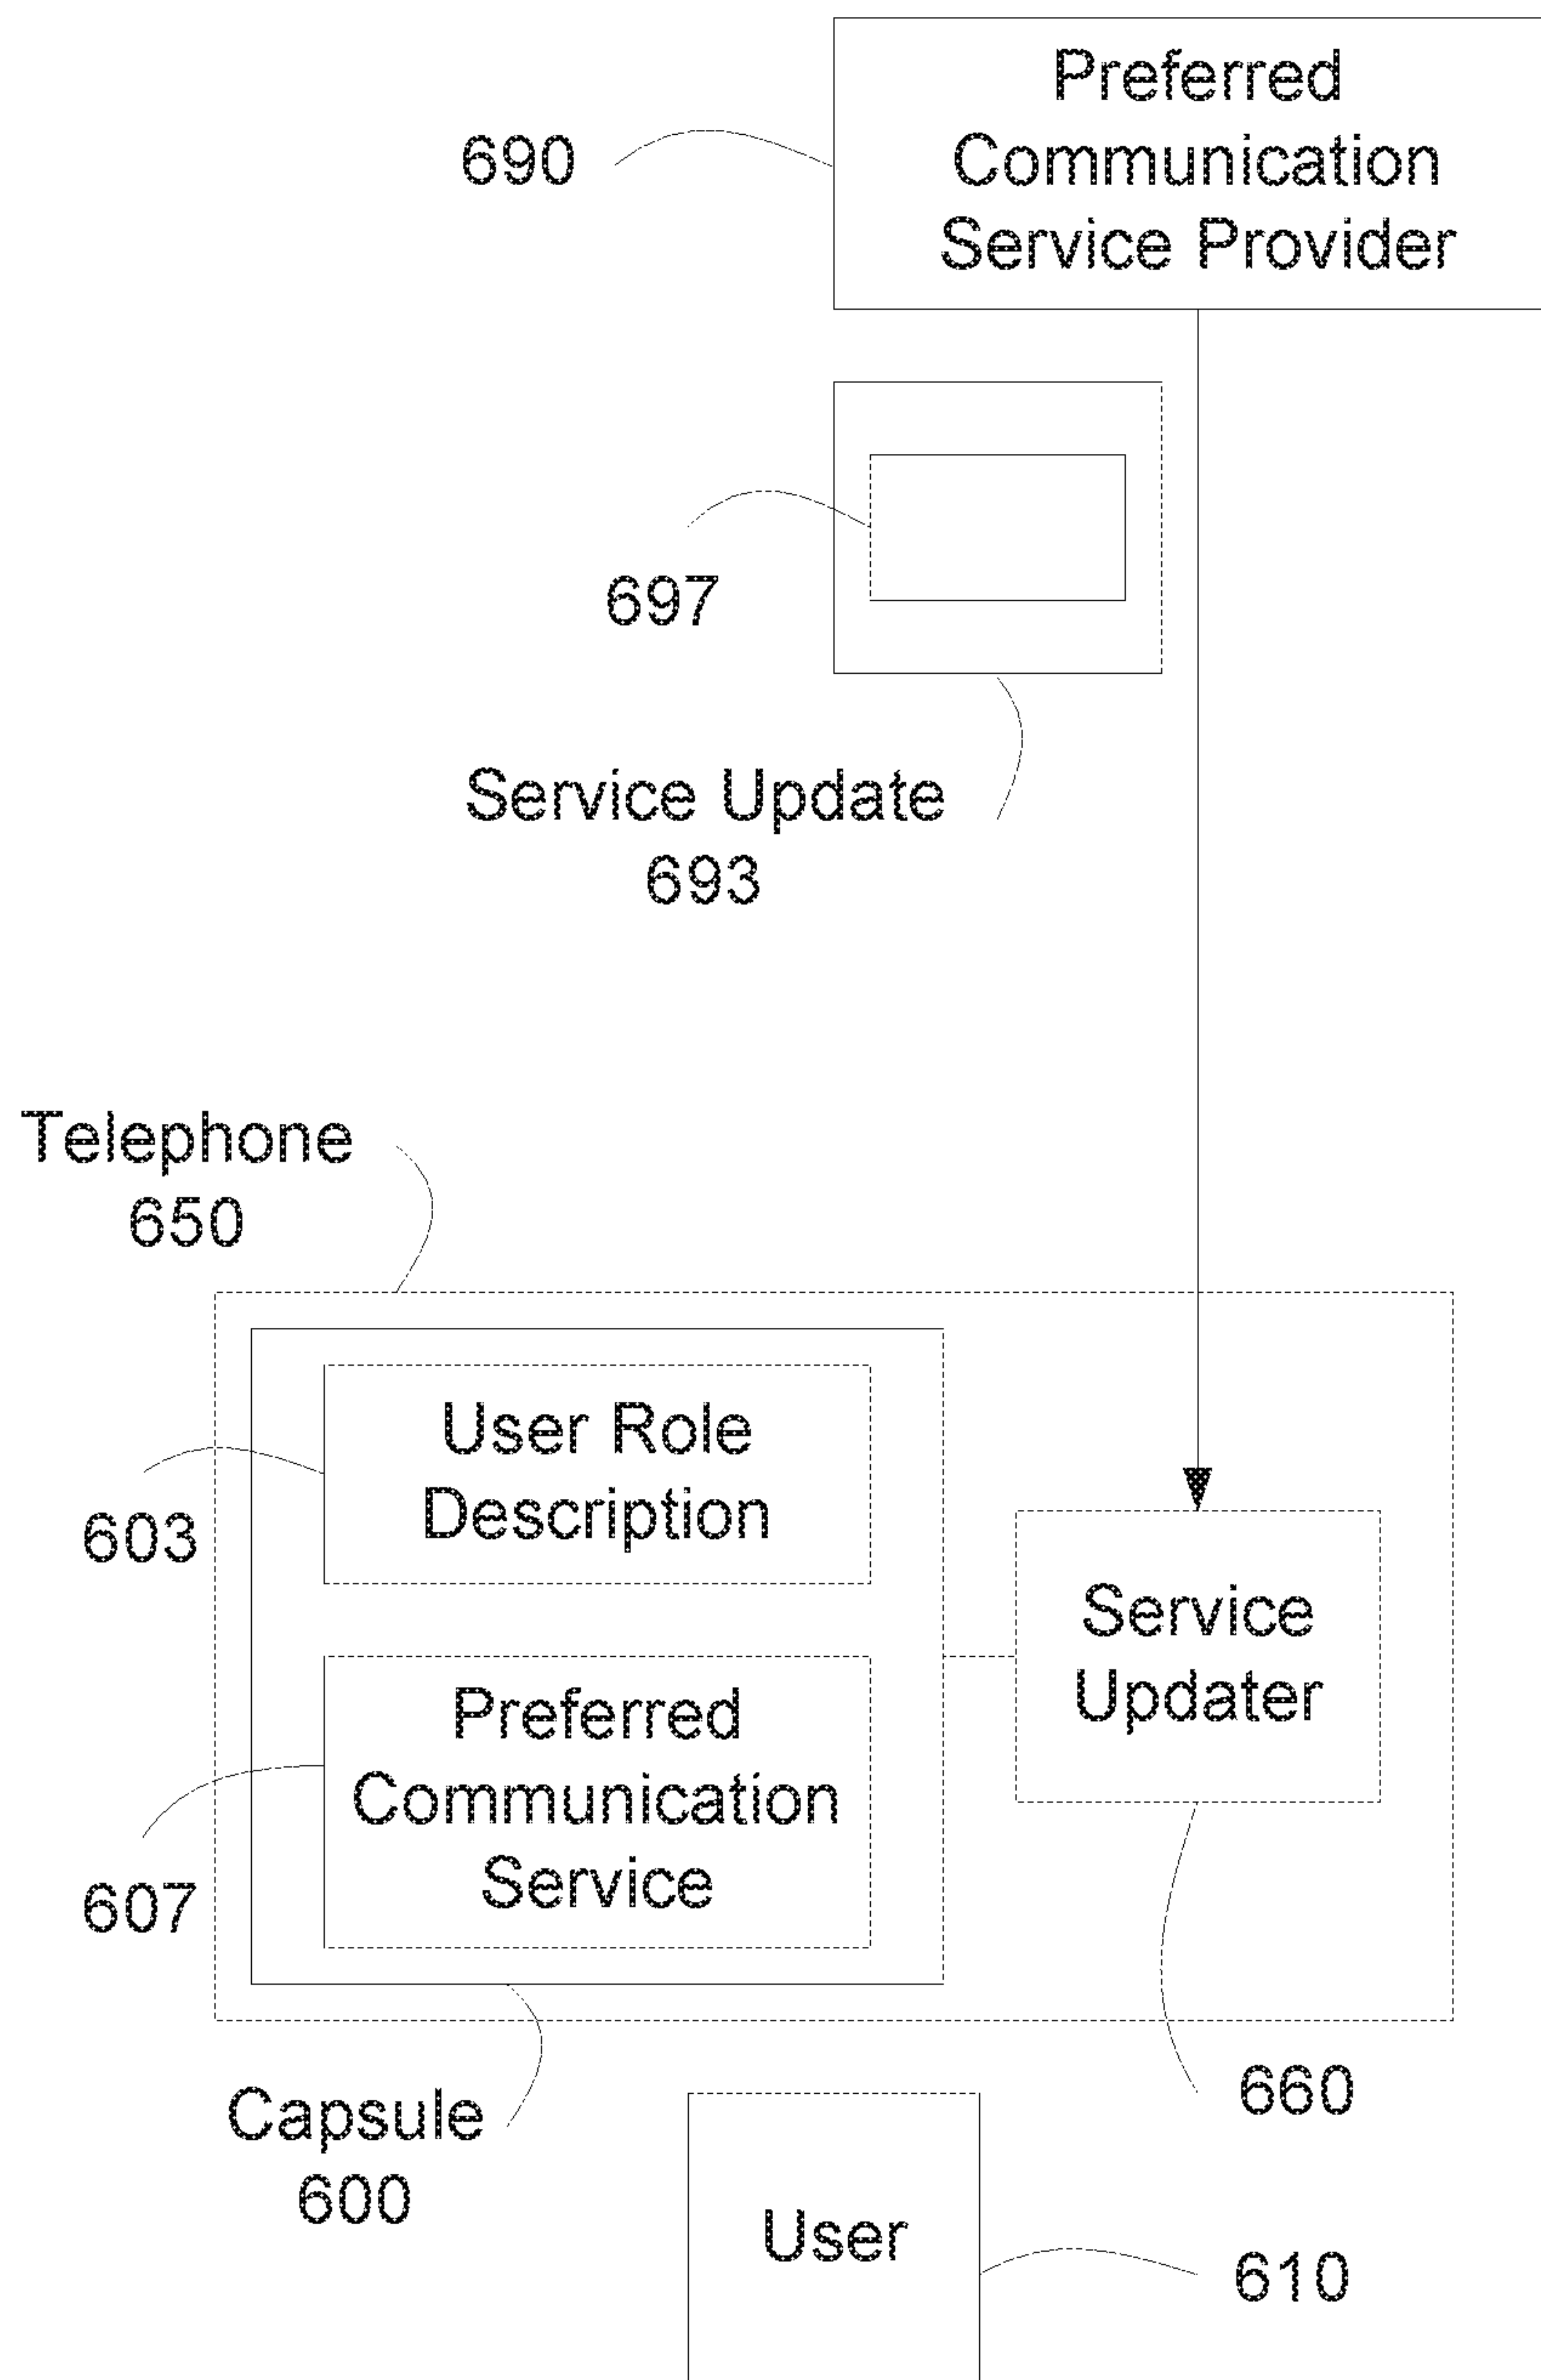 Preferred
Communication
Service Provider
690
697
Service Update
693
Telephone
650
User Role
Description
603
Service
Updater
Preferred
Communication
Service
607
660
Capsule
600
User
610